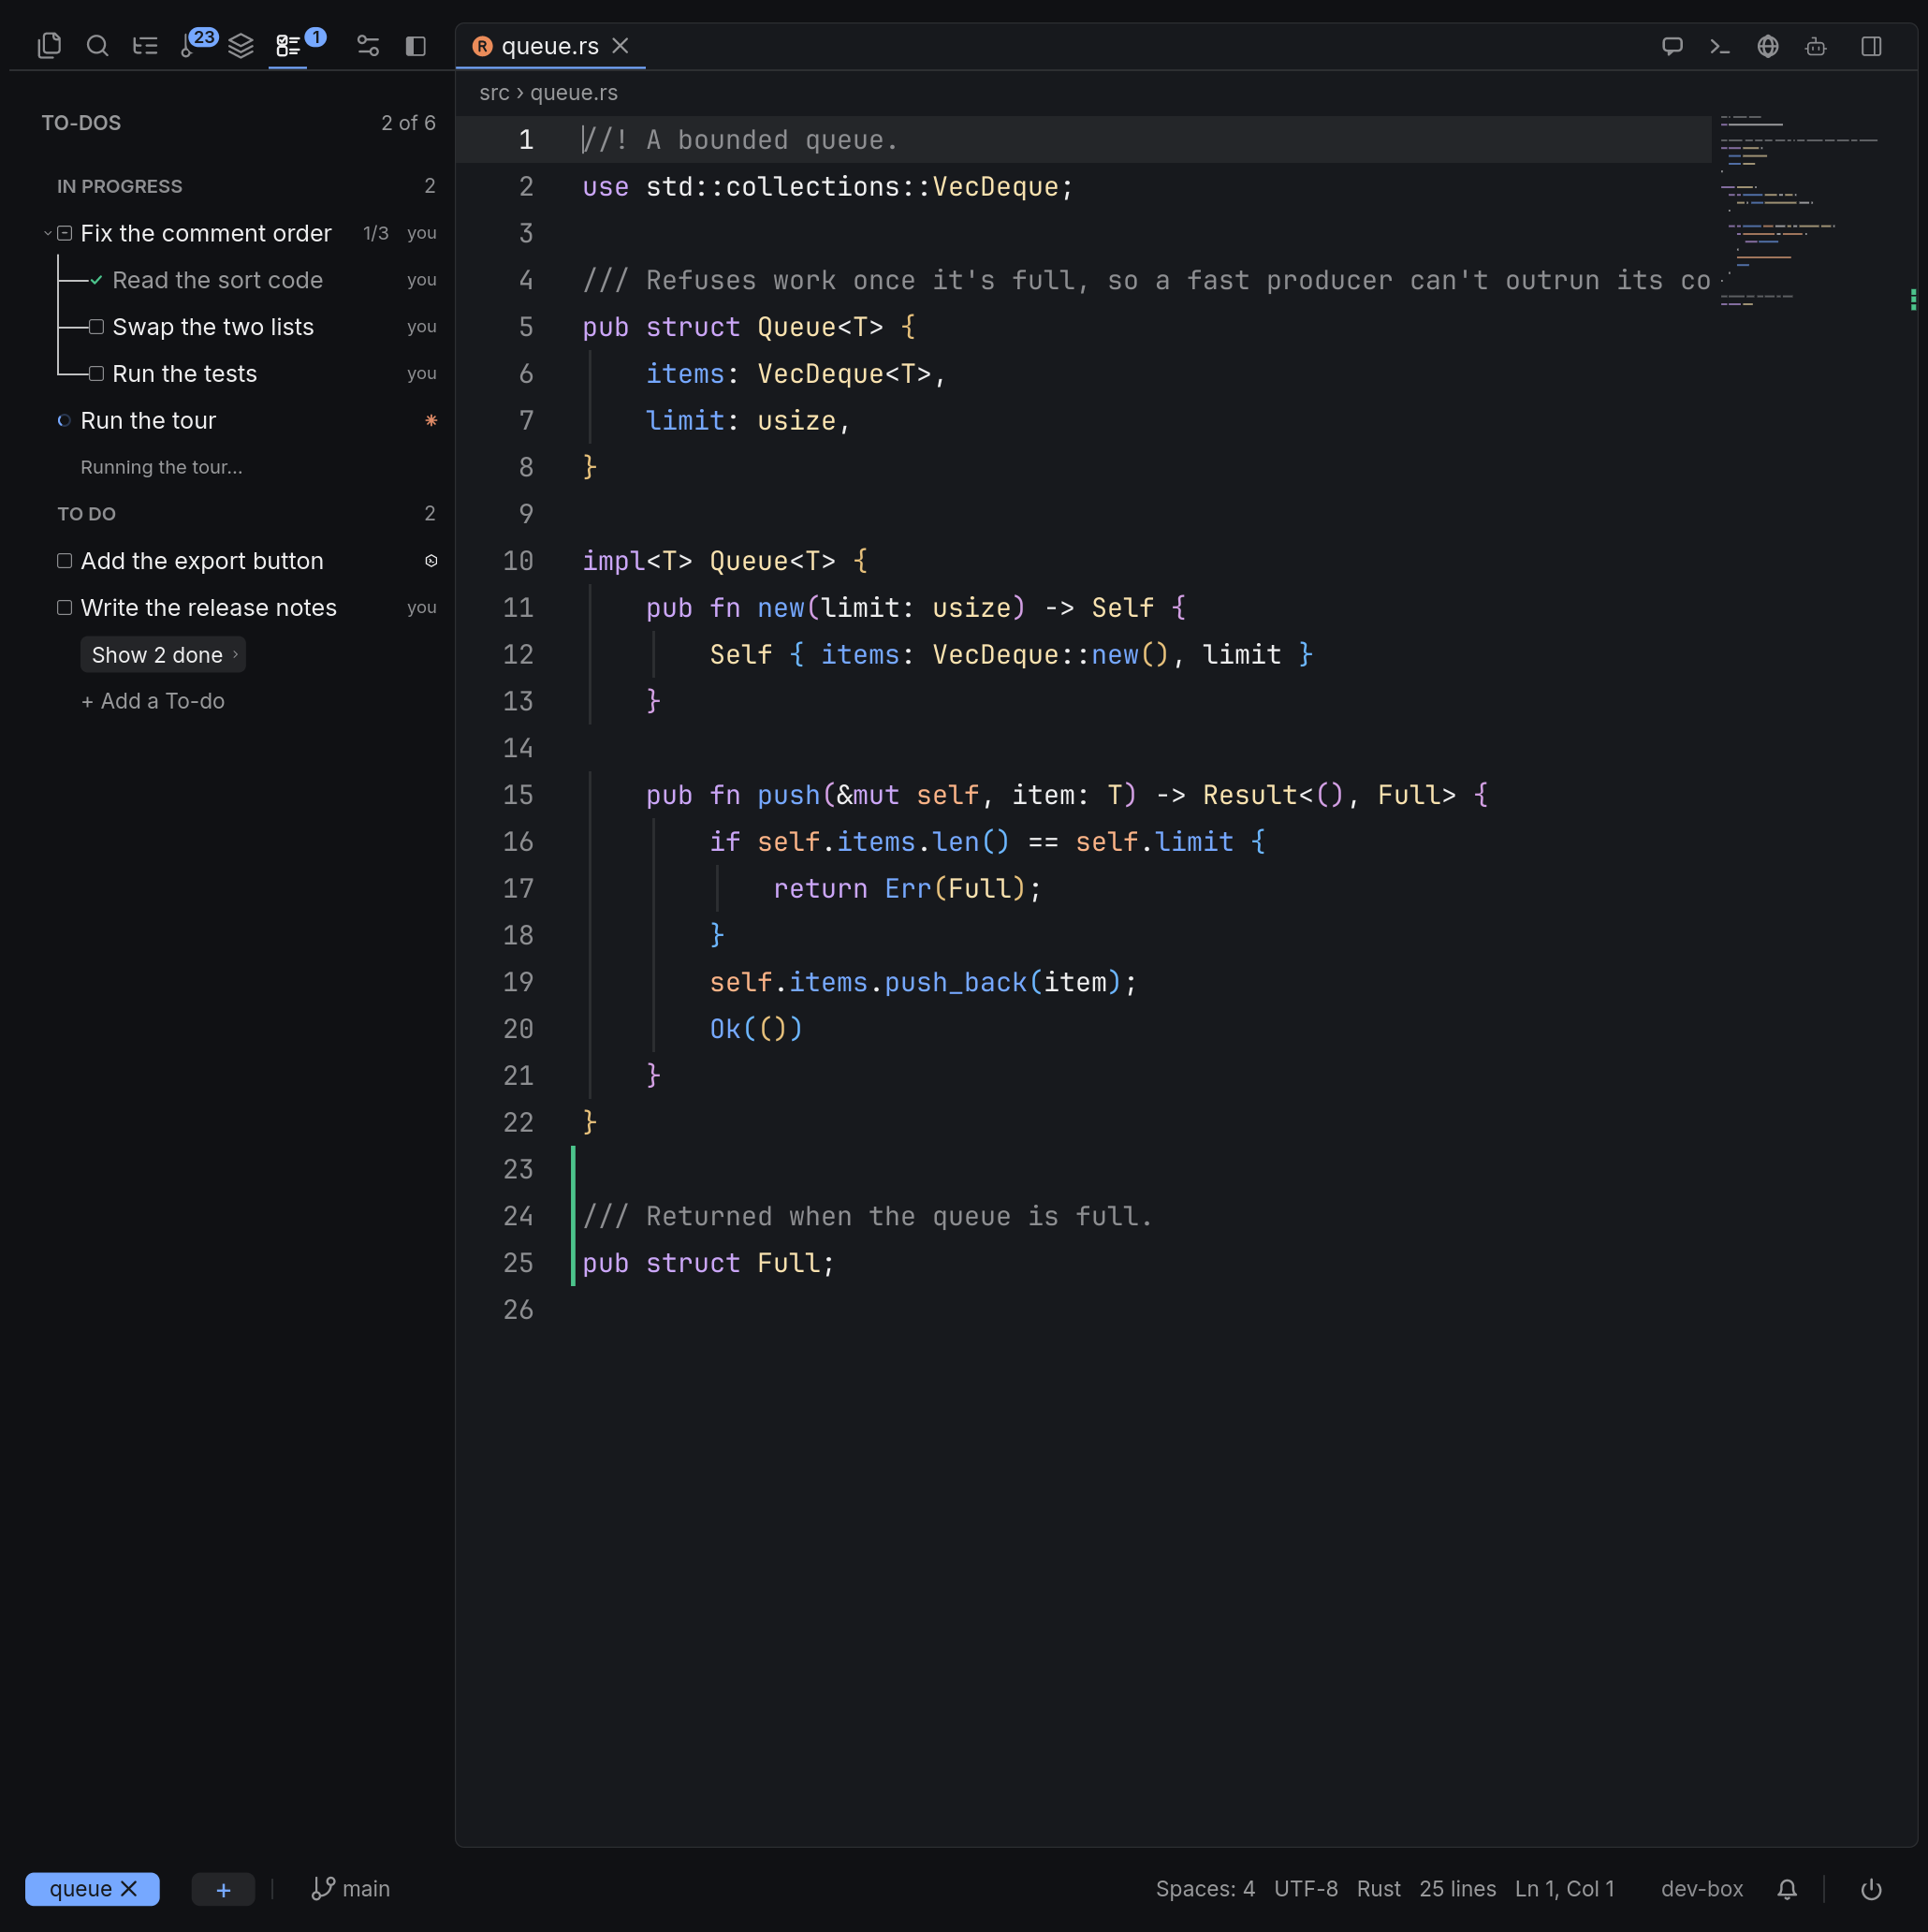 23
1
TO-DOS 2 of 6
IN PROGRESS 2
Fix the comment order 1/3 you
Read the sort code you
Swap the two lists you
Run the tests you
Run the tour
Running the tour...
TO DO 2
Add the export button
Write the release notes you
Show 2 done ›
+ Add a To-do
R queue.rs
src › queue.rs
1 //! A bounded queue.
2 use std::collections::VecDeque;
3
4 /// Refuses work once it's full, so a fast producer can't outrun its co
5 pub struct Queue<T> {
6     items: VecDeque<T>,
7     limit: usize,
8 }
9
10 impl<T> Queue<T> {
11     pub fn new(limit: usize) -> Self {
12         Self { items: VecDeque::new(), limit }
13     }
14
15     pub fn push(&mut self, item: T) -> Result<(), Full> {
16         if self.items.len() == self.limit {
17             return Err(Full);
18         }
19         self.items.push_back(item);
20         Ok(())
21     }
22 }
23
24 /// Returned when the queue is full.
25 pub struct Full;
26
queue + main Spaces: 4 UTF-8 Rust 25 lines Ln 1, Col 1 dev-box